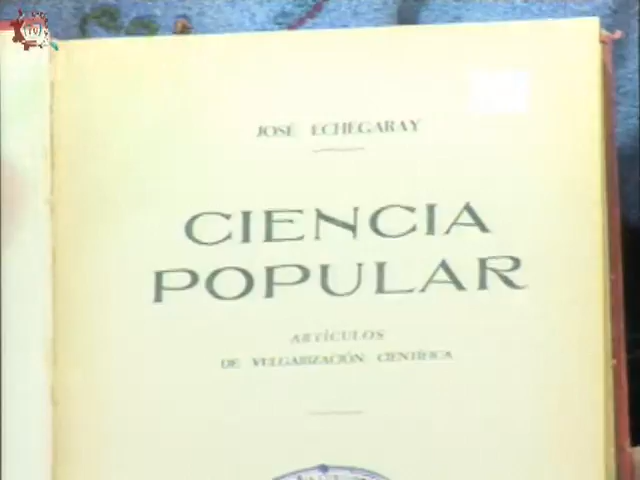 JOSÉ ECHEGARAY
CIENCIA
POPULAR
ARTÍCULOS
DE VULGARIZACIÓN CIENTÍFICA